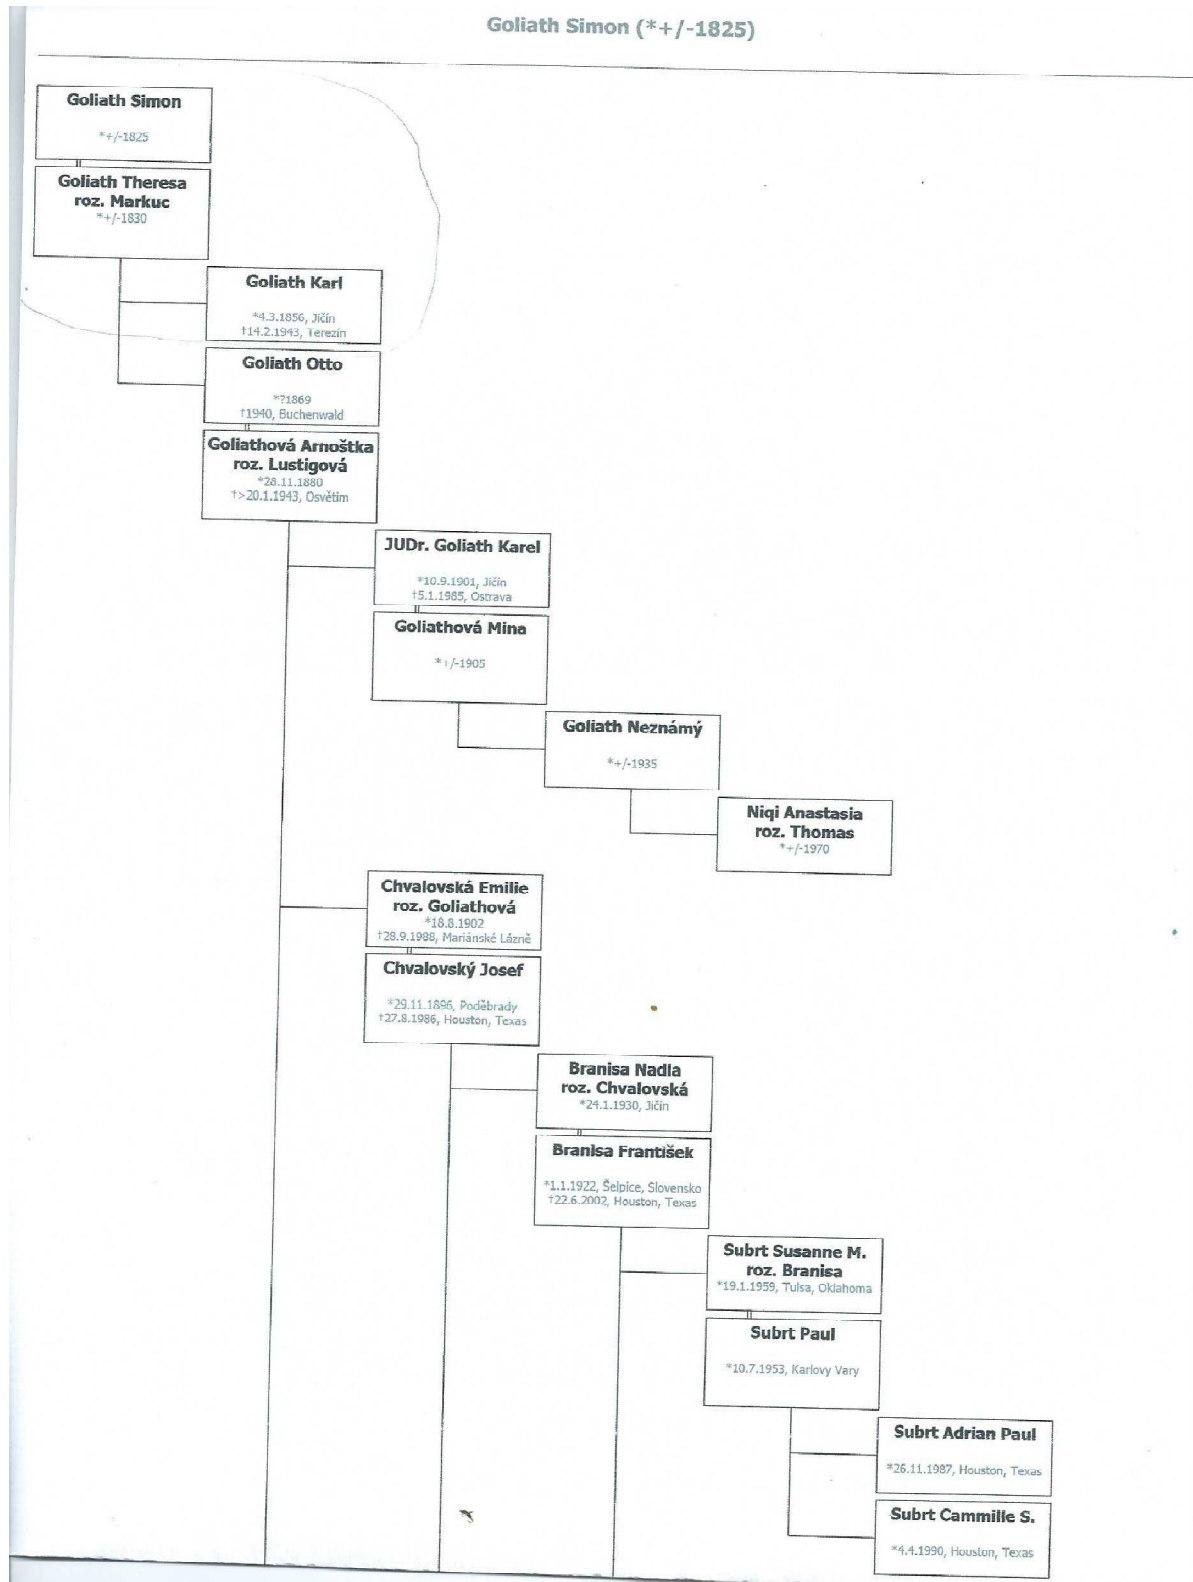 Goliath Simon (*+/-1825)
Goliath Simon
*+/-1825
Goliath Theresa
roz. Markuc
*+/-1830
Goliath Karl
*4.3.1856, Jičín
†14.2.1943, Terezín
Goliath Otto
*?1869
†1940, Buchenwald
Goliathová Arnoštka
roz. Lustigová
*28.11.1880
†>20.1.1943, Osvětim
JUDr. Goliath Karel
*10.9.1901, Jičín
†5.1.1985, Ostrava
Goliathová Mina
*+/-1905
Goliath Neznámý
*+/-1935
Niqi Anastasia
roz. Thomas
*+/-1970
Chvalovská Emilie
roz. Goliathová
*18.8.1902
†28.9.1988, Mariánské Lázně
Chvalovský Josef
*29.11.1896, Poděbrady
†27.8.1986, Houston, Texas
Branisa Nadia
roz. Chvalovská
*24.1.1930, Jičín
Branisa František
*1.1.1922, Šelpice, Slovensko
†22.6.2002, Houston, Texas
Subrt Susanne M.
roz. Branisa
*19.1.1959, Tulsa, Oklahoma
Subrt Paul
*10.7.1953, Karlovy Vary
Subrt Adrian Paul
*26.11.1987, Houston, Texas
Subrt Cammille S.
*4.4.1990, Houston, Texas